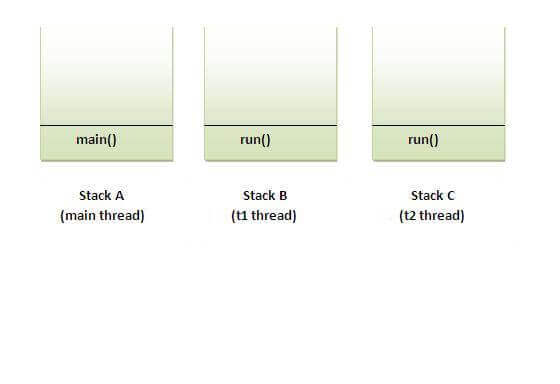 main()
run()
run()
Stack A
(main thread)
Stack B
(t1 thread)
Stack C
(t2 thread)